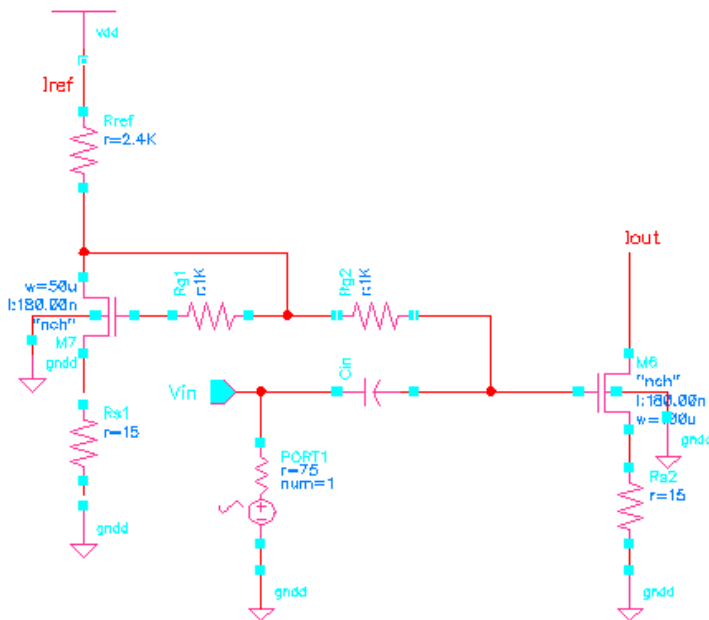 vdd
Iref
Rref
r=2.4K
Iout
w=50u
l:180.00n
"nch"
M7
gndd
Rg1
r:1K
Rg2
r:1K
Vin
Cin
M6
"nch"
l:180.00n
gndd
Rs1
r=15
PORT1
r=75
num=1
Rs2
r=15
gndd
gndd
gndd